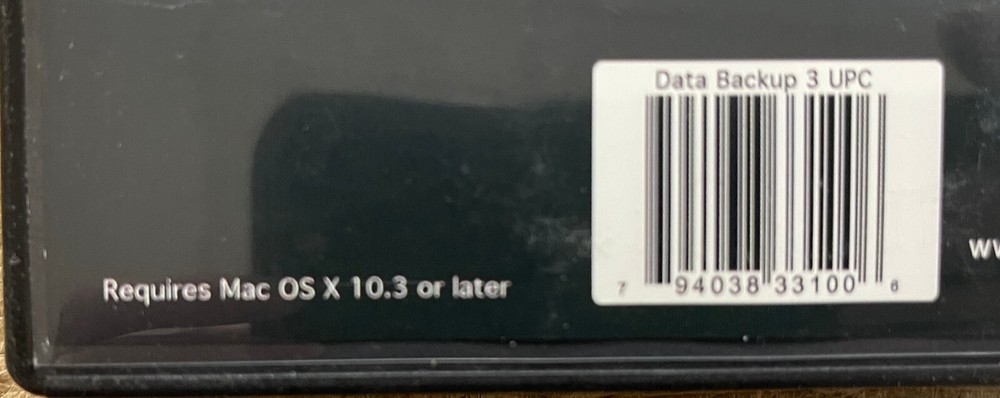 Data Backup 3 UPC
7 94038 33100 6
Requires Mac OS X 10.3 or later